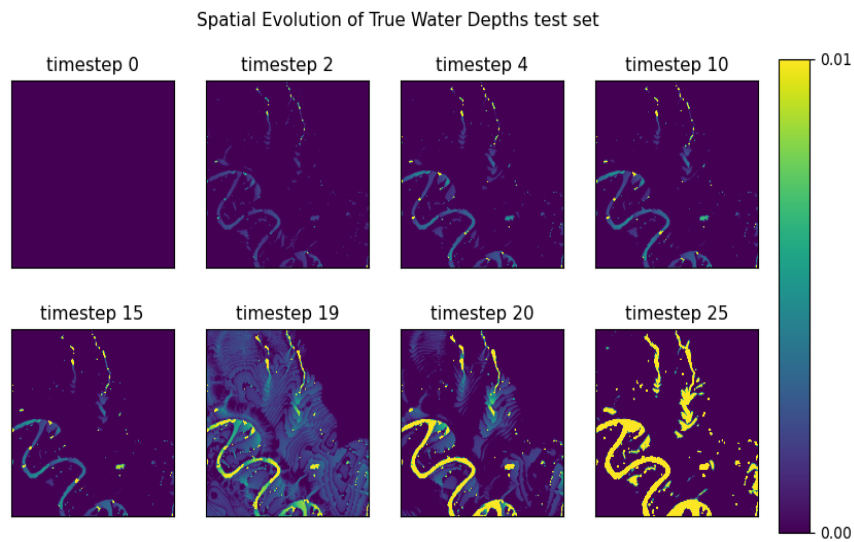 Spatial Evolution of True Water Depths test set
timestep 0
timestep 2
timestep 4
timestep 10
0.01
timestep 15
timestep 19
timestep 20
timestep 25
0.00